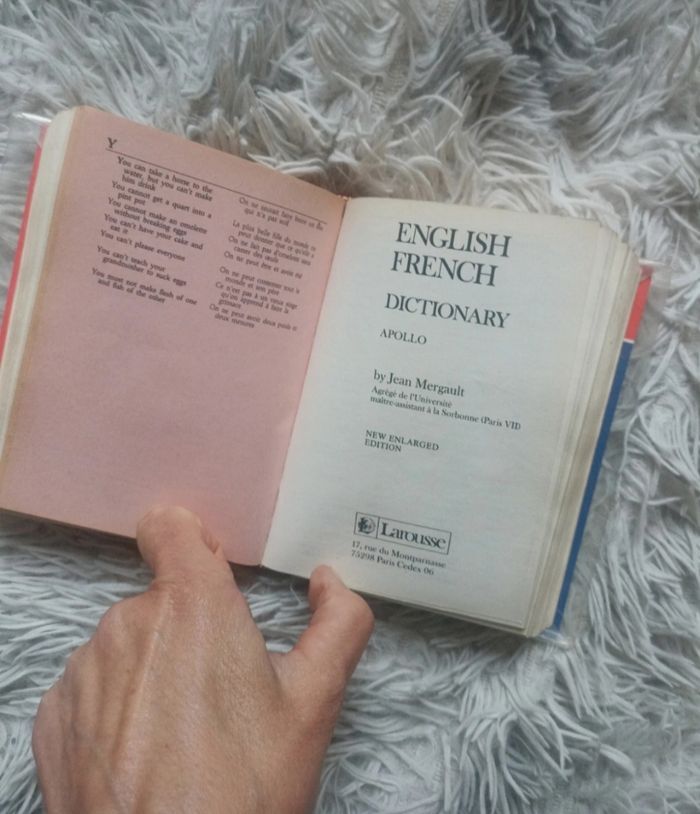 Y
You can take a horse to the
water, but you can't make
him drink
You cannot get a quart into a
pint pot
You cannot make an omelette
without breaking eggs
You can't have your cake and
eat it
You can't please everyone
You can't teach your
grandmother to suck eggs
You must not make flesh of one
and fish of the other
On ne saurait faire boire un
qui n'a pas soif
La plus belle fille du monde ne
peut donner que ce qu'elle a
On ne fait pas d'omelette sans
casser des œufs
On ne peut être et avoir été
On ne peut contenter tout le
monde et son père
Ce n'est pas à un vieux singe
qu'on apprend à faire la
grimace
On ne peut avoir deux poids et
deux mesures
ENGLISH
FRENCH
DICTIONARY
APOLLO
by Jean Mergault
Agrégé de l'Université
maître-assistant à la Sorbonne (Paris VII)
NEW ENLARGED
EDITION
Larousse
17, rue du Montparnasse
75298 Paris Cedex 06